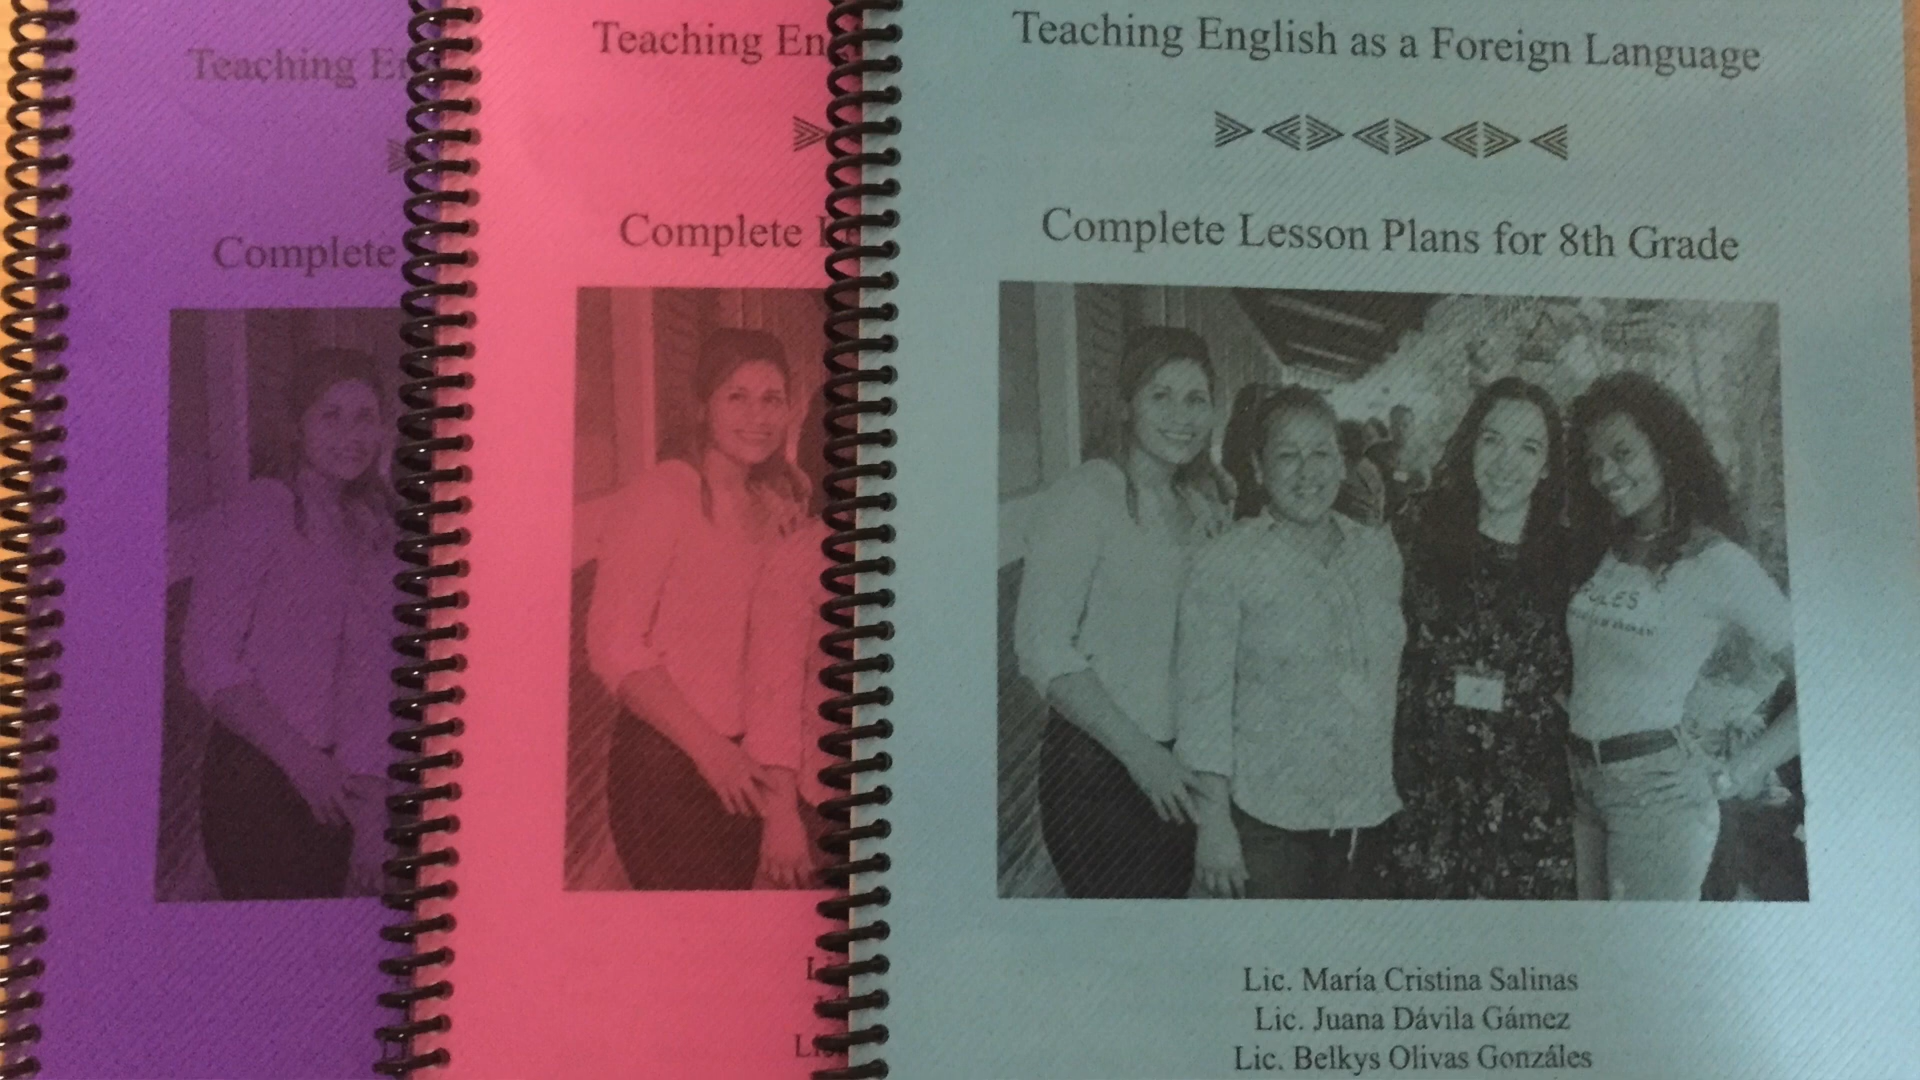 Teaching En
Complete
Teaching En
Complete L
Teaching English as a Foreign Language
Complete Lesson Plans for 8th Grade
Lic. María Cristina Salinas
Lic. Juana Dávila Gámez
Lic. Belkys Olivas Gonzáles